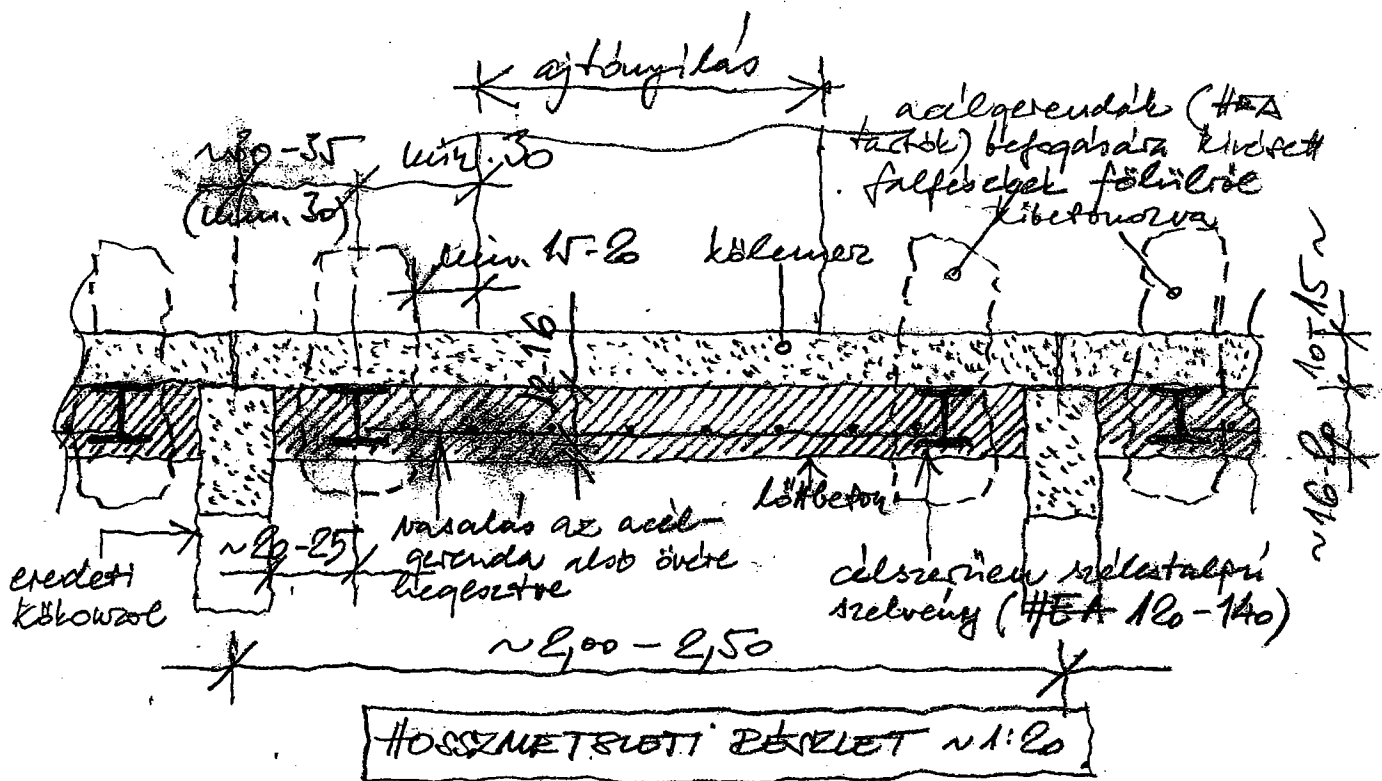 ajtónyílás
acélgerendák (HEA
tartók) befogására kivésett
falfészkek fölülről
kibetonozva
~30-35
(min. 30)
min. 30
min. 15-20
kőlemez
12-16
10-15~
~16-20
eredeti
kőkonzol
~20-25
vasalás az acél-
gerenda alsó övére
hegesztve
lőttbeton
célszerűen szélestalpú
szelvény (HEA 120-140)
~2,00-2,50
HOSSZMETSZETI RÉSZLET ~1:20